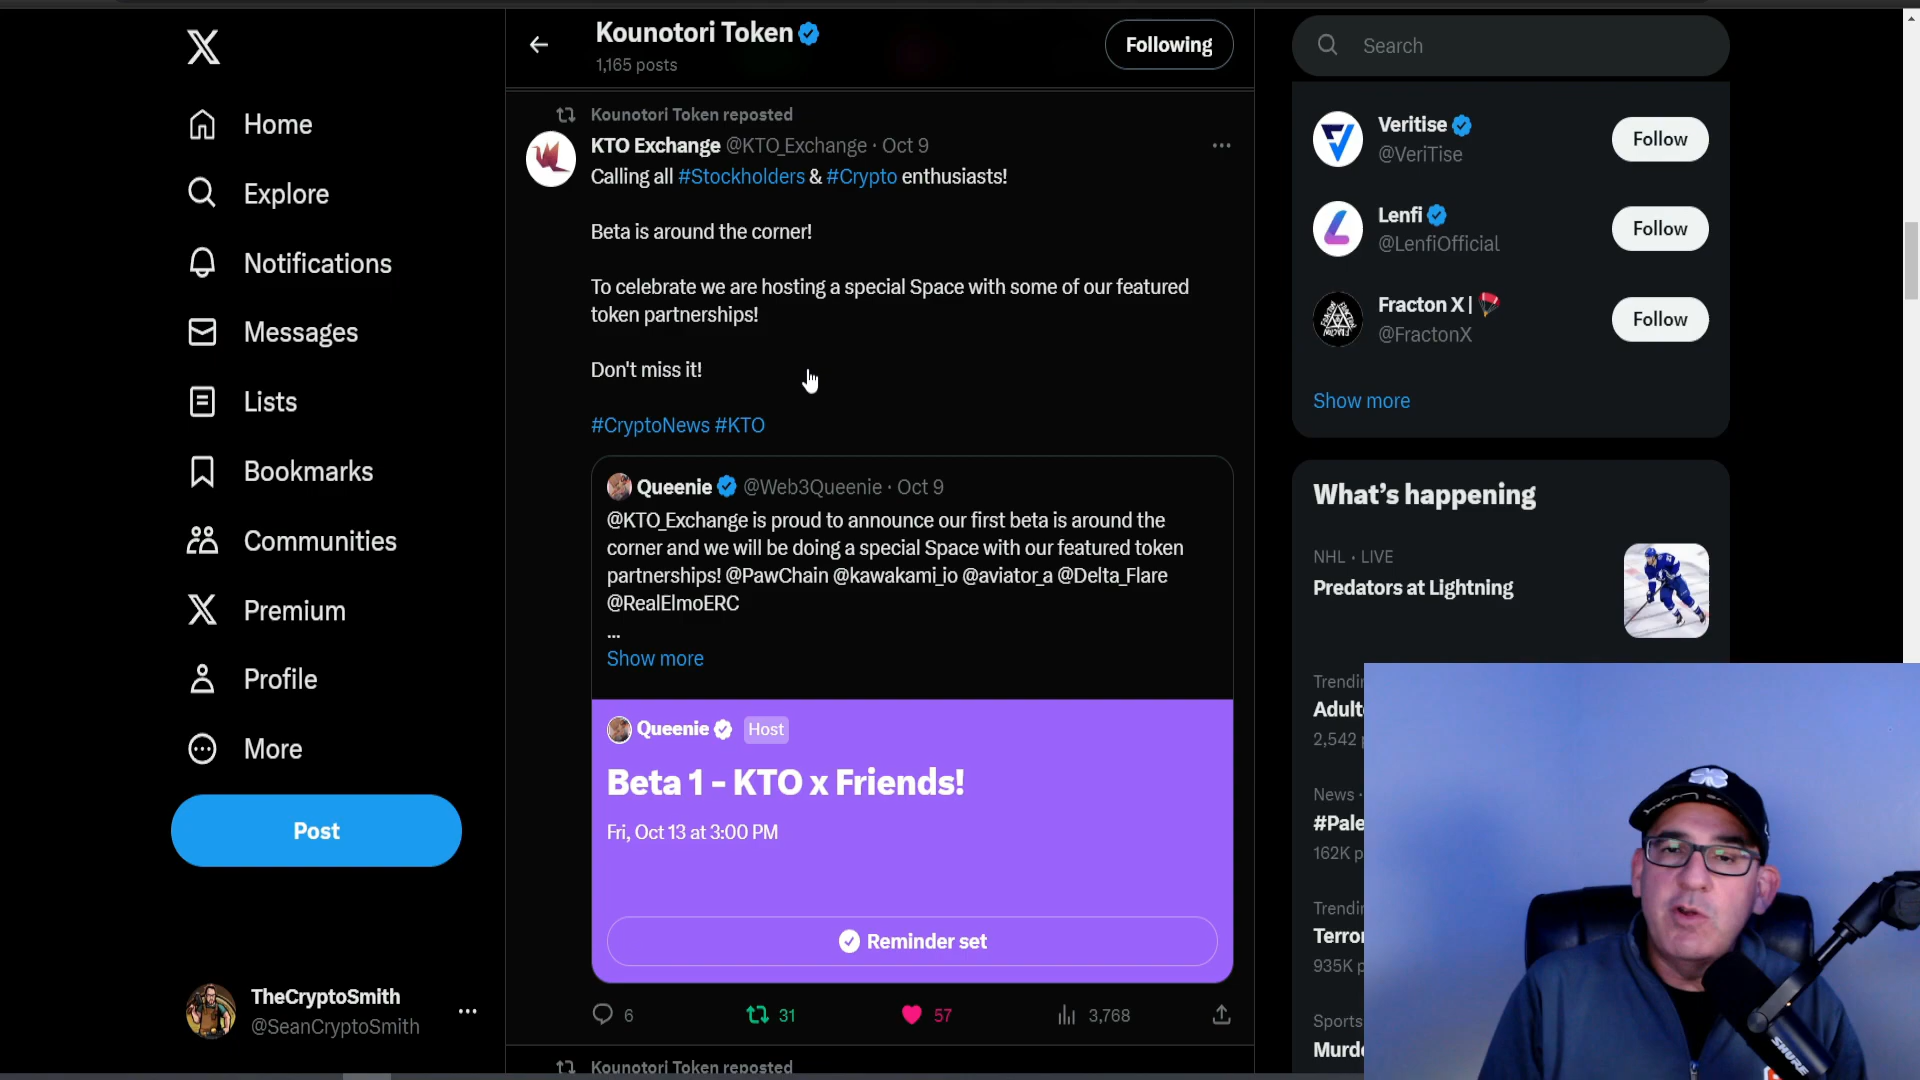 Home
Explore
Notifications
Messages
Lists
Bookmarks
Communities
Premium
Profile
More
Post
TheCryptoSmith
@SeanCryptoSmith
Kounotori Token
1,165 posts
Following
Kounotori Token reposted
KTO Exchange @KTO_Exchange · Oct 9
Calling all #Stockholders & #Crypto enthusiasts!
Beta is around the corner!
To celebrate we are hosting a special Space with some of our featured
token partnerships!
Don't miss it!
#CryptoNews #KTO
Queenie @Web3Queenie · Oct 9
@KTO_Exchange is proud to announce our first beta is around the
corner and we will be doing a special Space with our featured token
partnerships! @PawChain @kawakami_io @aviator_a @Delta_Flare
@RealElmoERC
...
Show more
Queenie Host
Beta 1 - KTO x Friends!
Fri, Oct 13 at 3:00 PM
Reminder set
6 31 57 3,768
Kounotori Token reposted
Search
Veritise
@VeriTise
Follow
Lenfi
@LenfiOfficial
Follow
Fracton X |
@FractonX
Follow
Show more
What's happening
NHL · LIVE
Predators at Lightning
Trendin
Adult
2,542
News ·
#Pale
162K p
Trendin
Terror
935K p
Sports
Murde
SHURE